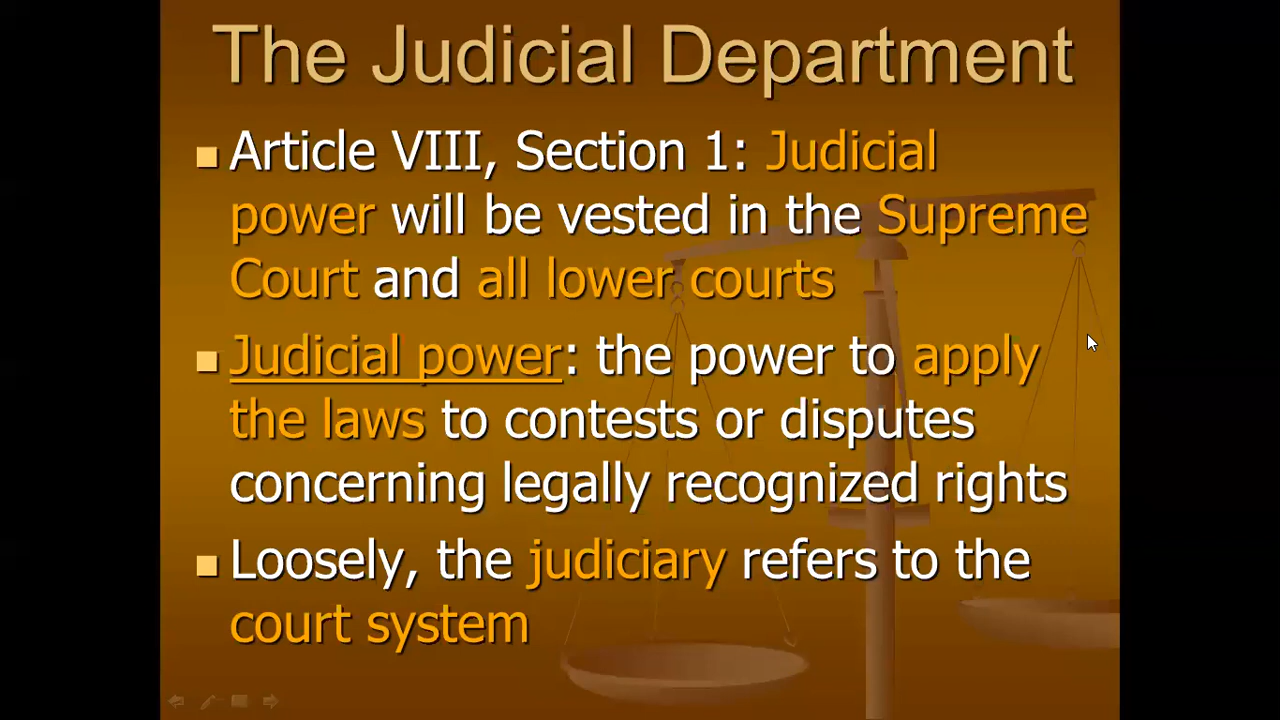 The Judicial Department
Article VIII, Section 1: Judicial
power will be vested in the Supreme
Court and all lower courts
Judicial power: the power to apply
the laws to contests or disputes
concerning legally recognized rights
Loosely, the judiciary refers to the
court system